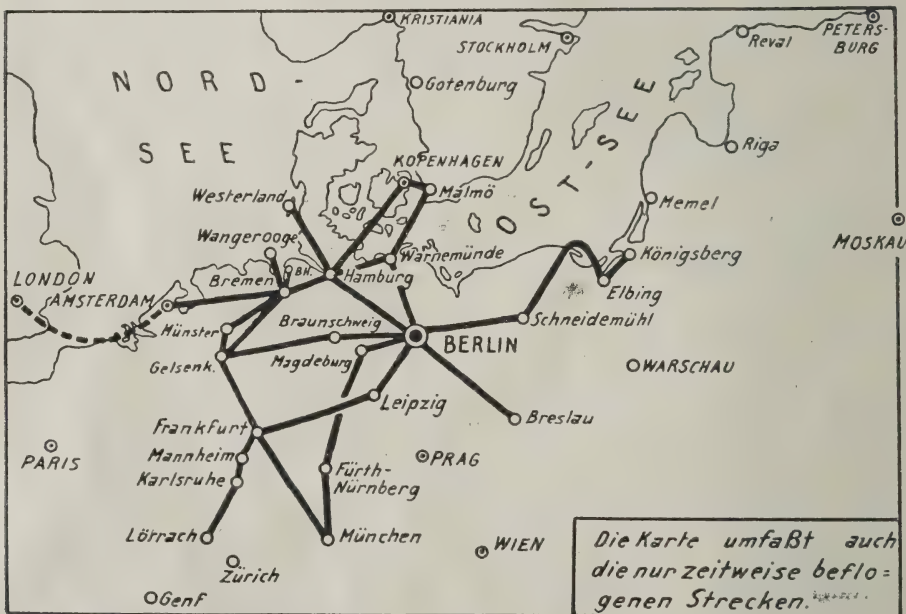 KRISTIANIA
STOCKHOLM
Reval
PETERS-
BURG
NORD-
SEE
Gotenburg
OST-SEE
Riga
KOPENHAGEN
Malmö
Westerland
Memel
MOSKAU
Wangerooge
Warnemünde
Königsberg
LONDON
AMSTERDAM
Bremen
BH.
Hamburg
Elbing
Münster
Braunschweig
Schneidemühl
BERLIN
Gelsenk.
Magdeburg
WARSCHAU
Leipzig
Breslau
Frankfurt
PARIS
Mannheim
PRAG
Karlsruhe
Fürth-
Nürnberg
Lörrach
München
WIEN
Zürich
Genf
Die Karte umfaßt auch
die nur zeitweise beflo=
genen Strecken.